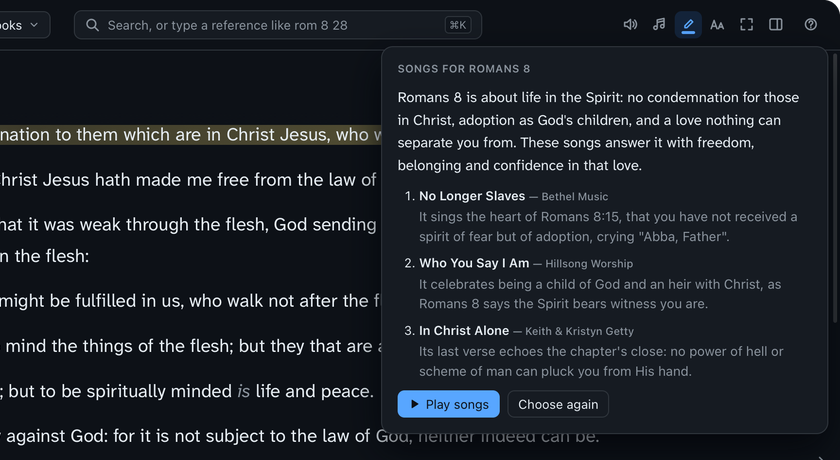 ooks
Search, or type a reference like rom 8 28
⌘K
AA
SONGS FOR ROMANS 8
Romans 8 is about life in the Spirit: no condemnation for those
in Christ, adoption as God's children, and a love nothing can
separate you from. These songs answer it with freedom,
belonging and confidence in that love.
1. No Longer Slaves — Bethel Music
It sings the heart of Romans 8:15, that you have not received a
spirit of fear but of adoption, crying "Abba, Father".
2. Who You Say I Am — Hillsong Worship
It celebrates being a child of God and an heir with Christ, as
Romans 8 says the Spirit bears witness you are.
3. In Christ Alone — Keith & Kristyn Getty
Its last verse echoes the chapter's close: no power of hell or
scheme of man can pluck you from His hand.
Play songs
Choose again
nation to them which are in Christ Jesus, who w
Christ Jesus hath made me free from the law of
hat it was weak through the flesh, God sending
n the flesh:
might be fulfilled in us, who walk not after the f
mind the things of the flesh; but they that are a
; but to be spiritually minded is life and peace.
against God: for it is not subject to the law of God, neither indeed can be.